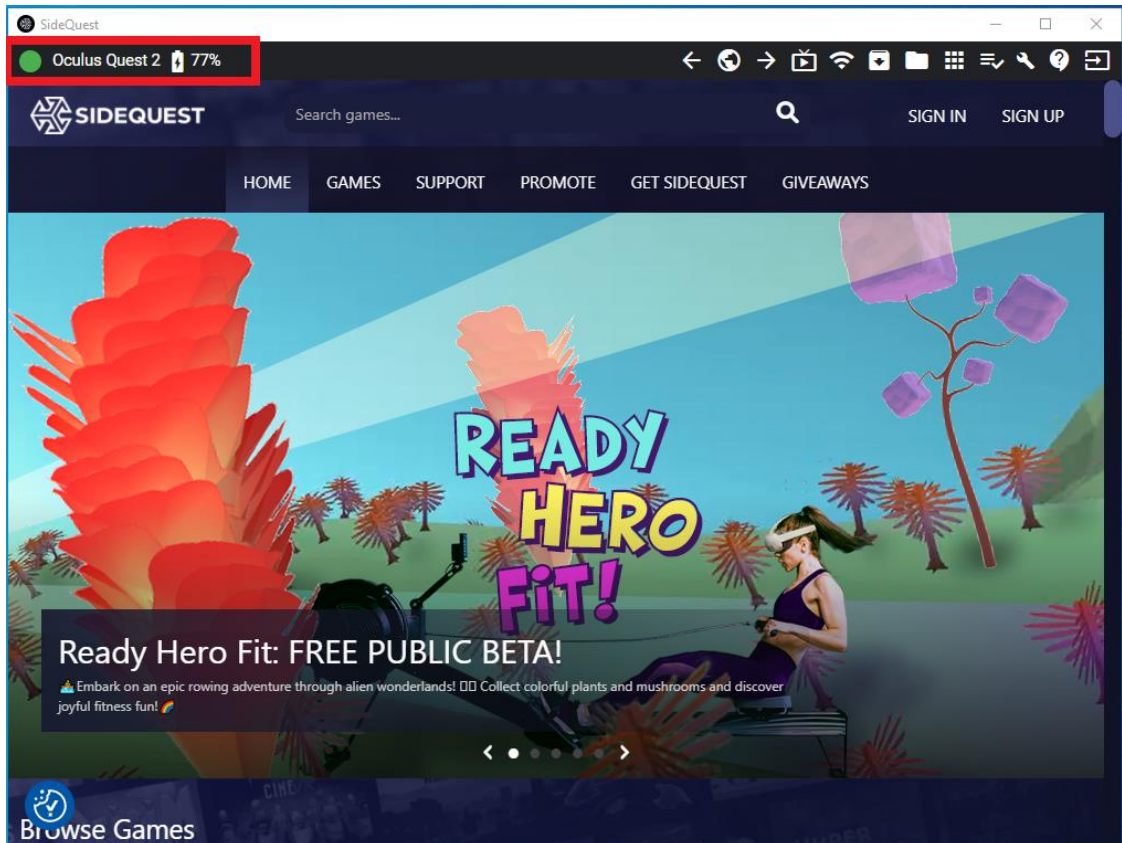 SideQuest
Oculus Quest 2 77%
SIDEQUEST
Search games...
SIGN IN SIGN UP
HOME GAMES SUPPORT PROMOTE GET SIDEQUEST GIVEAWAYS
READY
HERO
FIT!
Ready Hero Fit: FREE PUBLIC BETA!
🚣Embark on an epic rowing adventure through alien wonderlands! Collect colorful plants and mushrooms and discover
joyful fitness fun!🌈
Browse Games